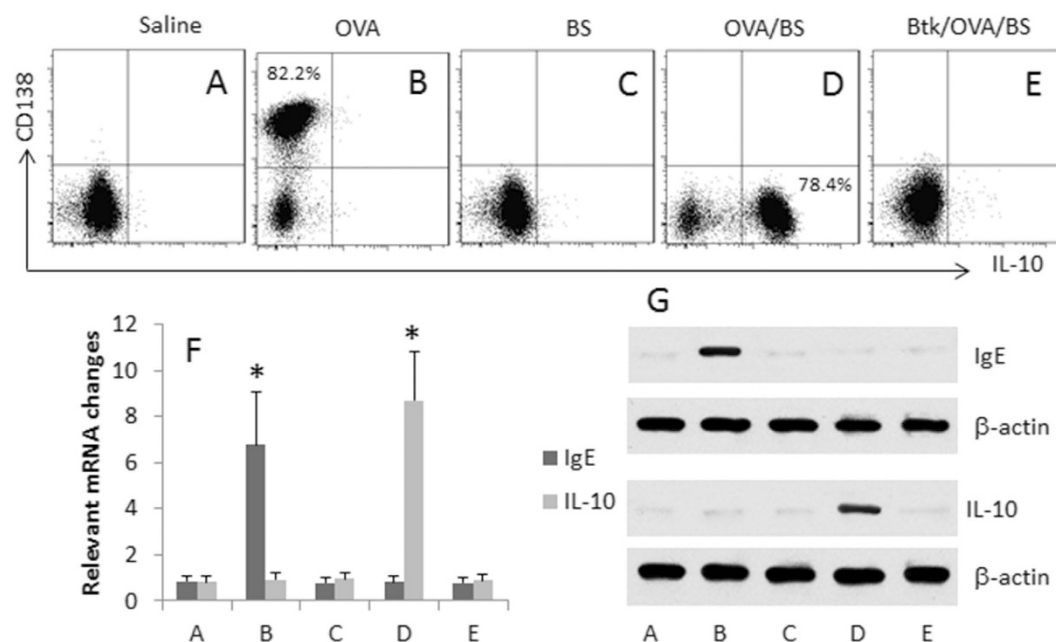 Saline OVA BS OVA/BS Btk/OVA/BS
CD138
A
82.2% B
C
D
78.4%
E
IL-10
F
Relevant mRNA changes
12
10
8
6
4
2
0
*
*
A B C D E
IgE
IL-10
G
IgE
β-actin
IL-10
β-actin
A B C D E